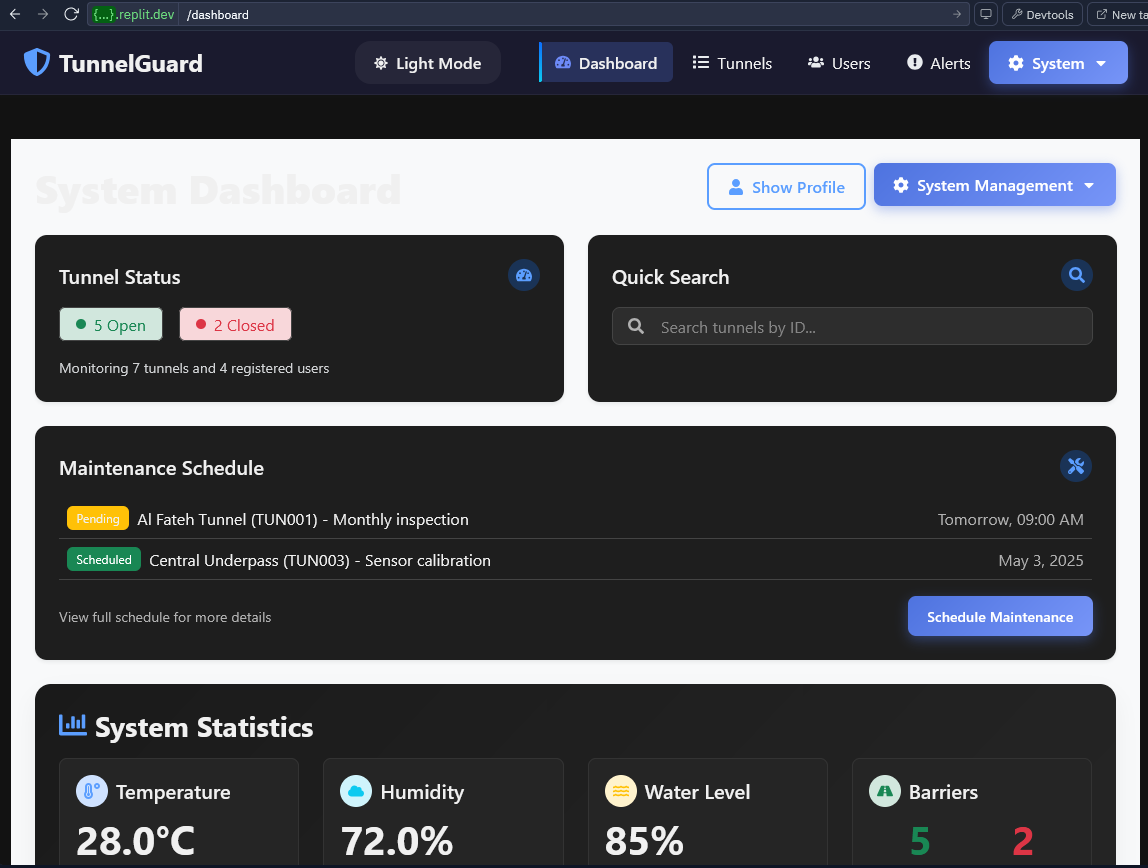 {...}.replit.dev /dashboard Devtools New ta
TunnelGuard Light Mode Dashboard Tunnels Users Alerts System
System Dashboard Show Profile System Management
Tunnel Status
5 Open 2 Closed
Monitoring 7 tunnels and 4 registered users
Quick Search
Search tunnels by ID...
Maintenance Schedule
Pending Al Fateh Tunnel (TUN001) - Monthly inspection Tomorrow, 09:00 AM
Scheduled Central Underpass (TUN003) - Sensor calibration May 3, 2025
View full schedule for more details Schedule Maintenance
System Statistics
Temperature Humidity Water Level Barriers
28.0°C 72.0% 85% 5 2